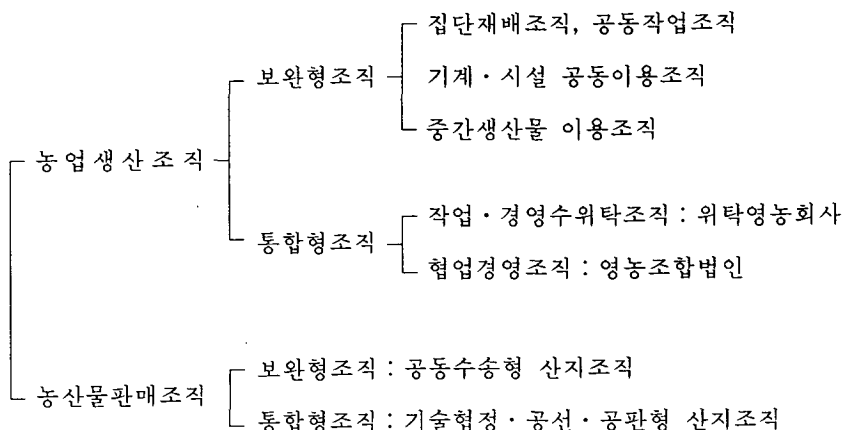 집단재배조직, 공동작업조직
보완형조직
기계·시설 공동이용조직
중간생산물 이용조직
농업생산조직
작업·경영수위탁조직 : 위탁영농회사
통합형조직
협업경영조직 : 영농조합법인
보완형조직 : 공동수송형 산지조직
농산물판매조직
통합형조직 : 기술협정·공선·공판형 산지조직